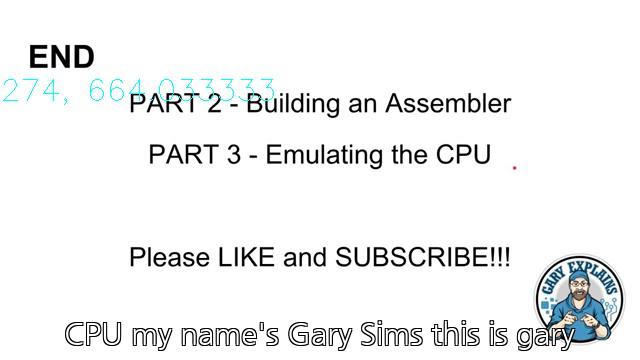 END
274, 664.033333
PART 2 - Building an Assembler
PART 3 - Emulating the CPU
Please LIKE and SUBSCRIBE!!!
GARY EXPLAINS
CPU my name's Gary Sims this is gary